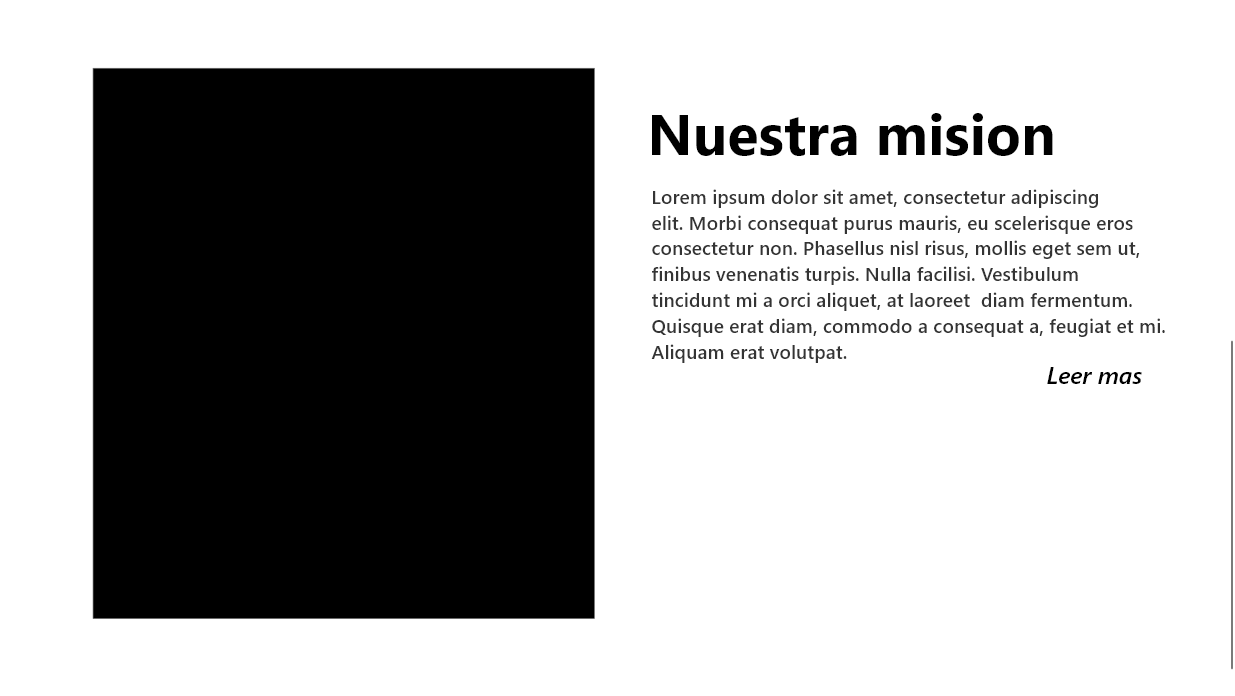 Nuestra mision
Lorem ipsum dolor sit amet, consectetur adipiscing
elit. Morbi consequat purus mauris, eu scelerisque eros
consectetur non. Phasellus nisl risus, mollis eget sem ut,
finibus venenatis turpis. Nulla facilisi. Vestibulum
tincidunt mi a orci aliquet, at laoreet  diam fermentum.
Quisque erat diam, commodo a consequat a, feugiat et mi.
Aliquam erat volutpat.
Leer mas